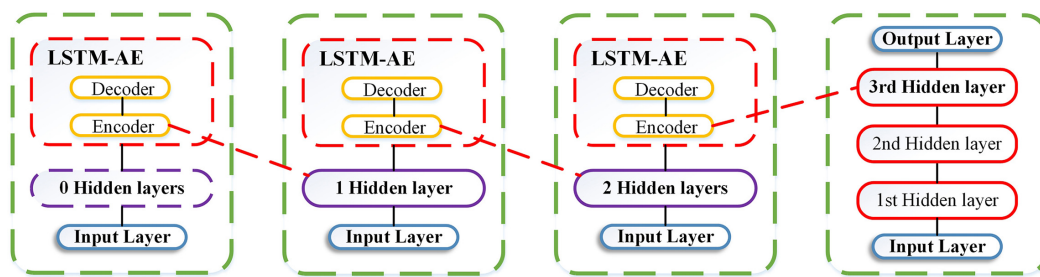 LSTM-AE
Decoder
Encoder
0 Hidden layers
Input Layer
LSTM-AE
Decoder
Encoder
1 Hidden layer
Input Layer
LSTM-AE
Decoder
Encoder
2 Hidden layers
Input Layer
Output Layer
3rd Hidden layer
2nd Hidden layer
1st Hidden layer
Input Layer